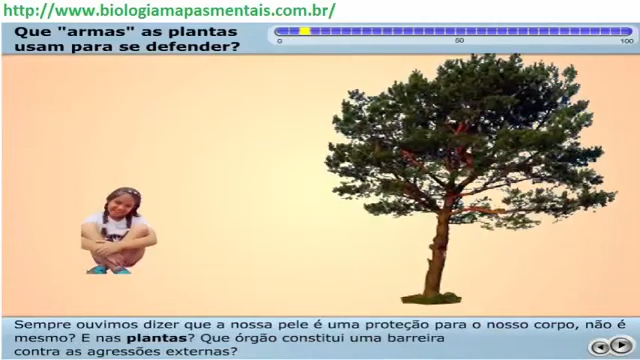 http://www.biologiamapasmentais.com.br/
Que "armas" as plantas
usam para se defender?
0 50 100
Sempre ouvimos dizer que a nossa pele é uma proteção para o nosso corpo, não é
mesmo? E nas plantas? Que órgão constitui uma barreira
contra as agressões externas?